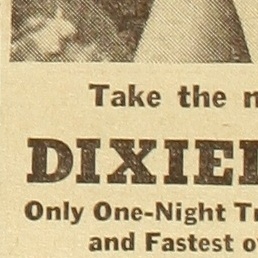 Take the
DIXIE
Only One-Night
and Fastest